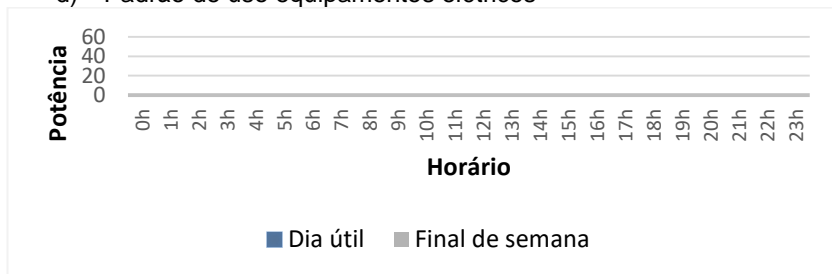 d) Padrão de uso equipamentos elétricos
60
40
20
0
Potência
0h 1h 2h 3h 4h 5h 6h 7h 8h 9h 10h 11h 12h 13h 14h 15h 16h 17h 18h 19h 20h 21h 22h 23h
Horário
Dia útil Final de semana